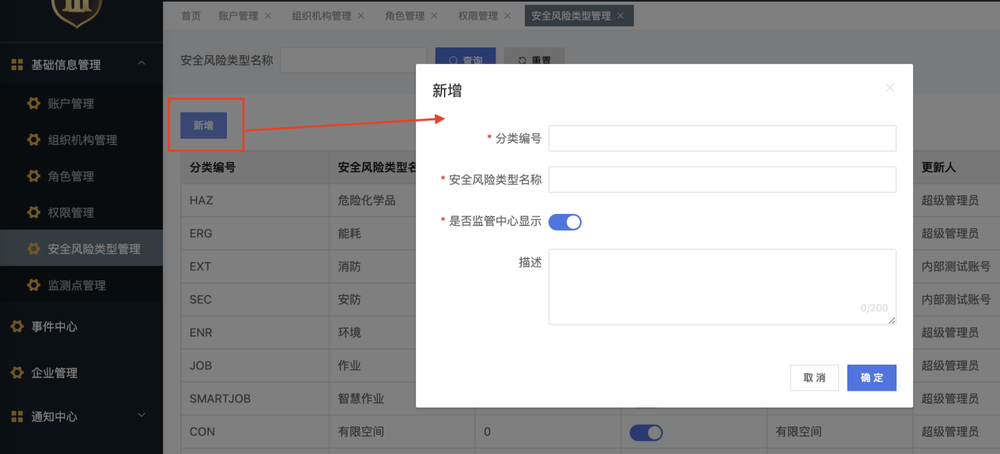 首页 账户管理 × 组织机构管理 × 角色管理 × 权限管理 × 安全风险类型管理 ×
基础信息管理
账户管理
组织机构管理
角色管理
权限管理
安全风险类型管理
监测点管理
事件中心
企业管理
通知中心
安全风险类型名称 查询 重置
新增
新增
* 分类编号
* 安全风险类型名称
* 是否监管中心显示
描述
0/200
取 消 确 定
分类编号 安全风险类型名 更新人
HAZ 危险化学品 超级管理员
ERG 能耗 超级管理员
EXT 消防 内部测试账号
SEC 安防 内部测试账号
ENR 环境 超级管理员
JOB 作业 超级管理员
SMARTJOB 智慧作业 超级管理员
CON 有限空间 0 有限空间 超级管理员